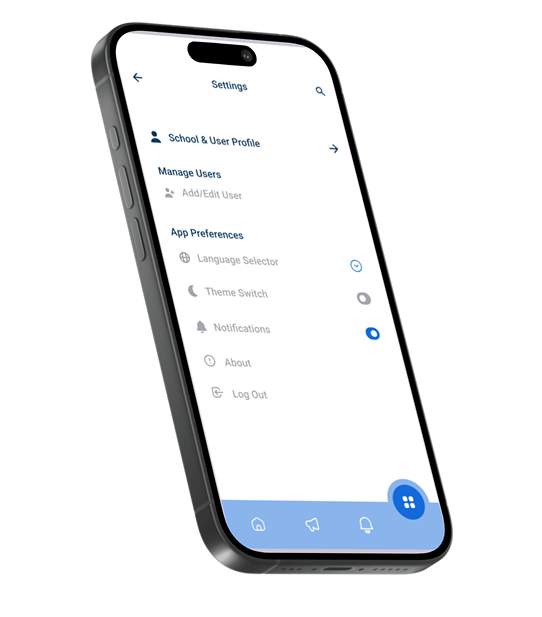 Settings
School & User Profile
Manage Users
Add/Edit User
App Preferences
Language Selector
Theme Switch
Notifications
About
Log Out